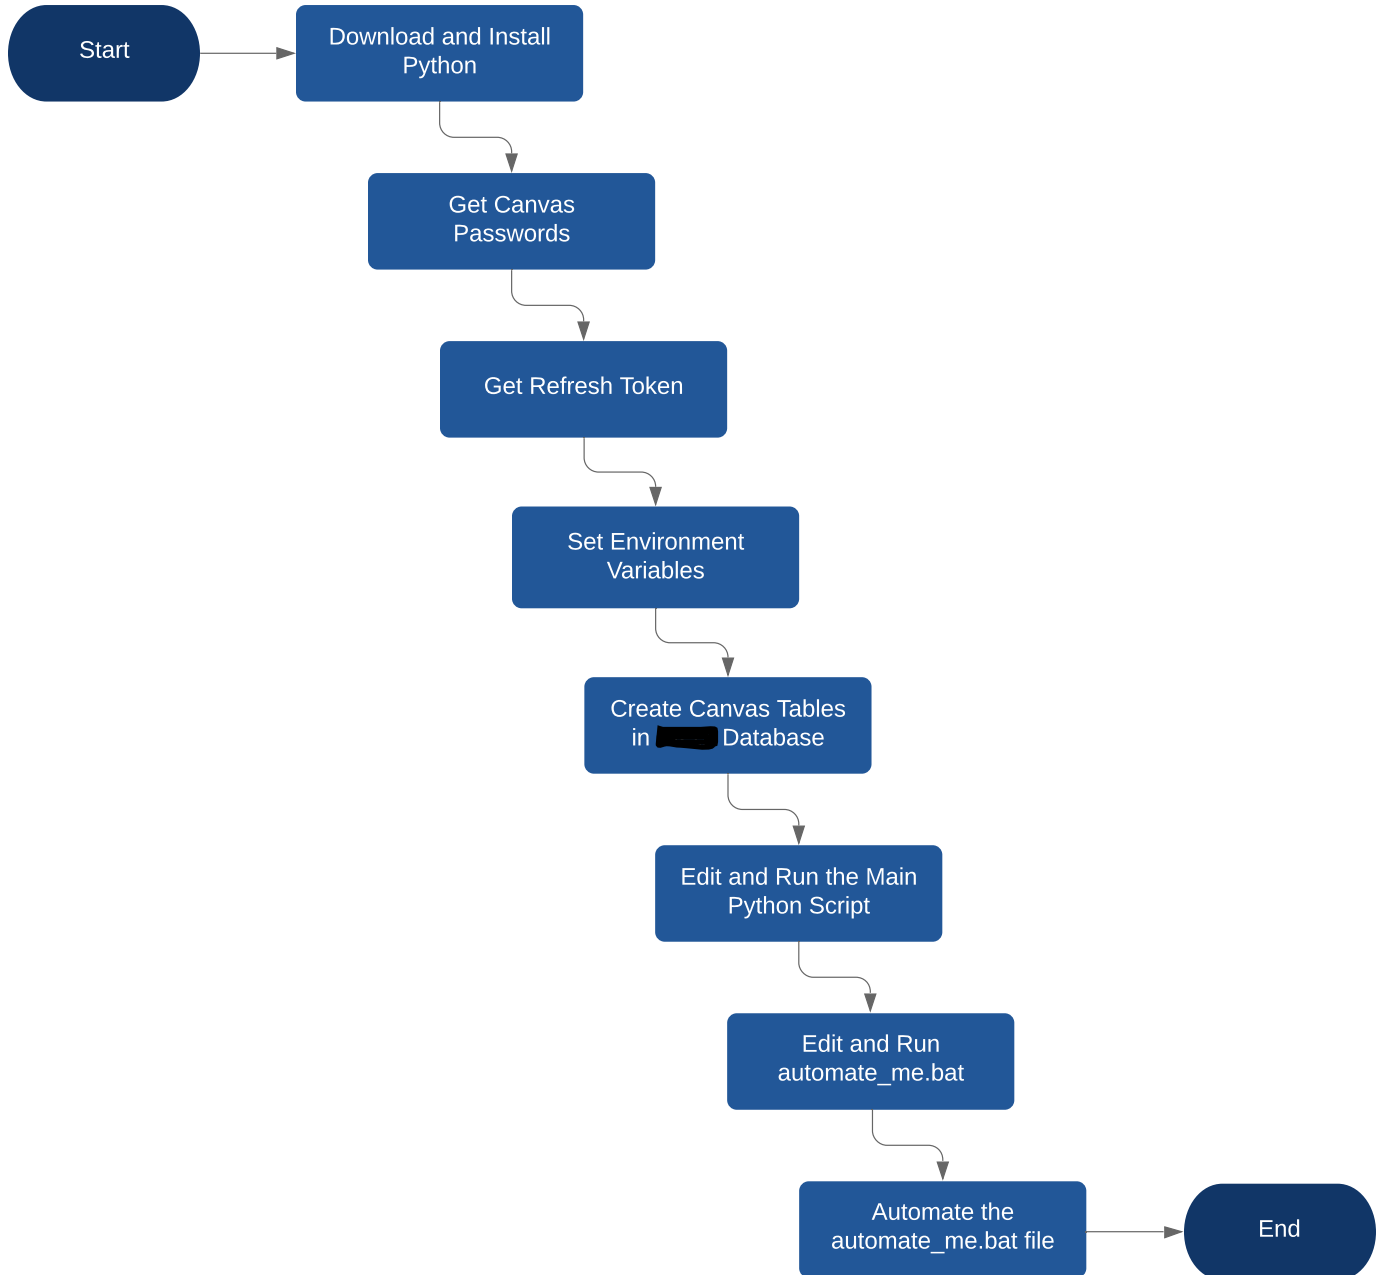 Start
Download and Install
Python
Get Canvas
Passwords
Get Refresh Token
Set Environment
Variables
Create Canvas Tables
in Database
Edit and Run the Main
Python Script
Edit and Run
automate_me.bat
Automate the
automate_me.bat file
End